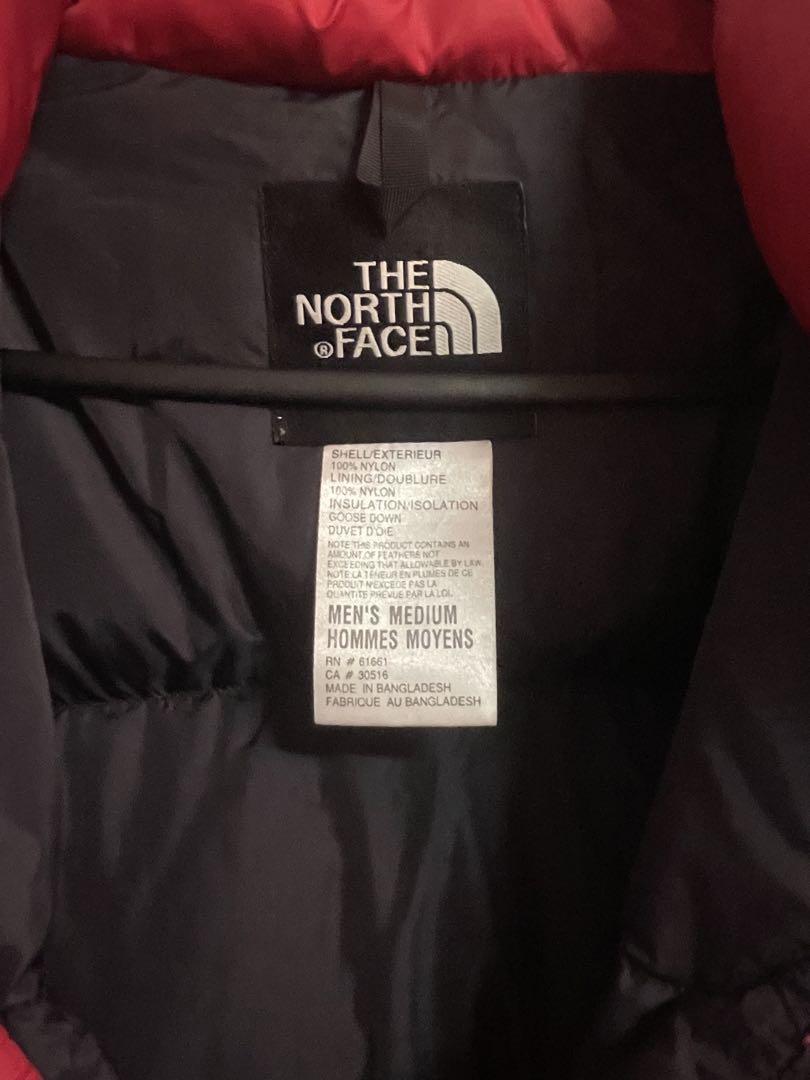 THE
NORTH
®FACE
SHELL/EXTERIEUR
100% NYLON
LINING/DOUBLURE
100% NYLON
INSULATION/ISOLATION
GOOSE DOWN
DUVET D'OIE
NOTE:THIS PRODUCT CONTAINS AN
AMOUNT OF FEATHERS NOT
EXCEEDING THAT ALLOWABLE BY LAW.
NOTE:LA TENEUR EN PLUMES DE CE
PRODUIT N'EXCEDE PAS LA
QUANTITE PREVUE PAR LA LOI.
MEN'S MEDIUM
HOMMES MOYENS
RN # 61661
CA # 30516
MADE IN BANGLADESH
FABRIQUE AU BANGLADESH